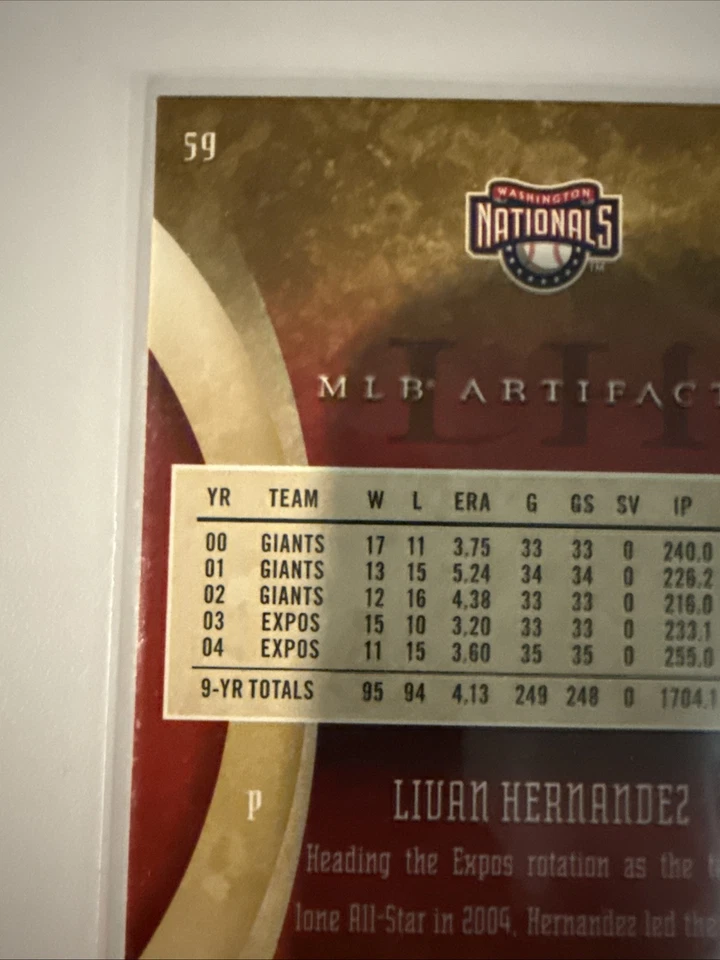 59
WASHINGTON
NATIONALS
TM
LH
MLB® ARTIFACT
YR TEAM W L ERA G GS SV IP
00 GIANTS 17 11 3.75 33 33 0 240.0
01 GIANTS 13 15 5.24 34 34 0 226.2
02 GIANTS 12 16 4.38 33 33 0 216.0
03 EXPOS 15 10 3.20 33 33 0 233.1
04 EXPOS 11 15 3.60 35 35 0 255.0
9-YR TOTALS 95 94 4.13 249 248 0 1704.1
P LIVAN HERNANDEZ
Heading the Expos rotation as the
lone All-Star in 2004, Hernandez led